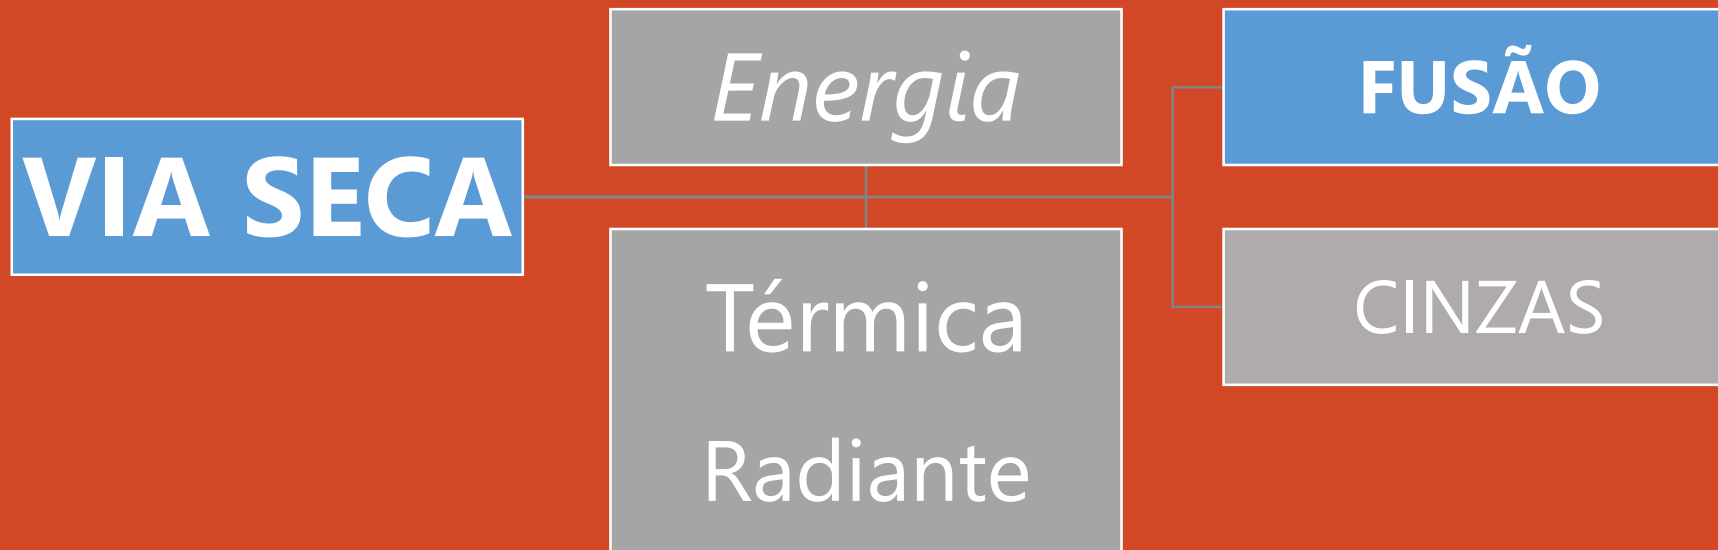 VIA SECA
Energia
Térmica
Radiante
FUSÃO
CINZAS